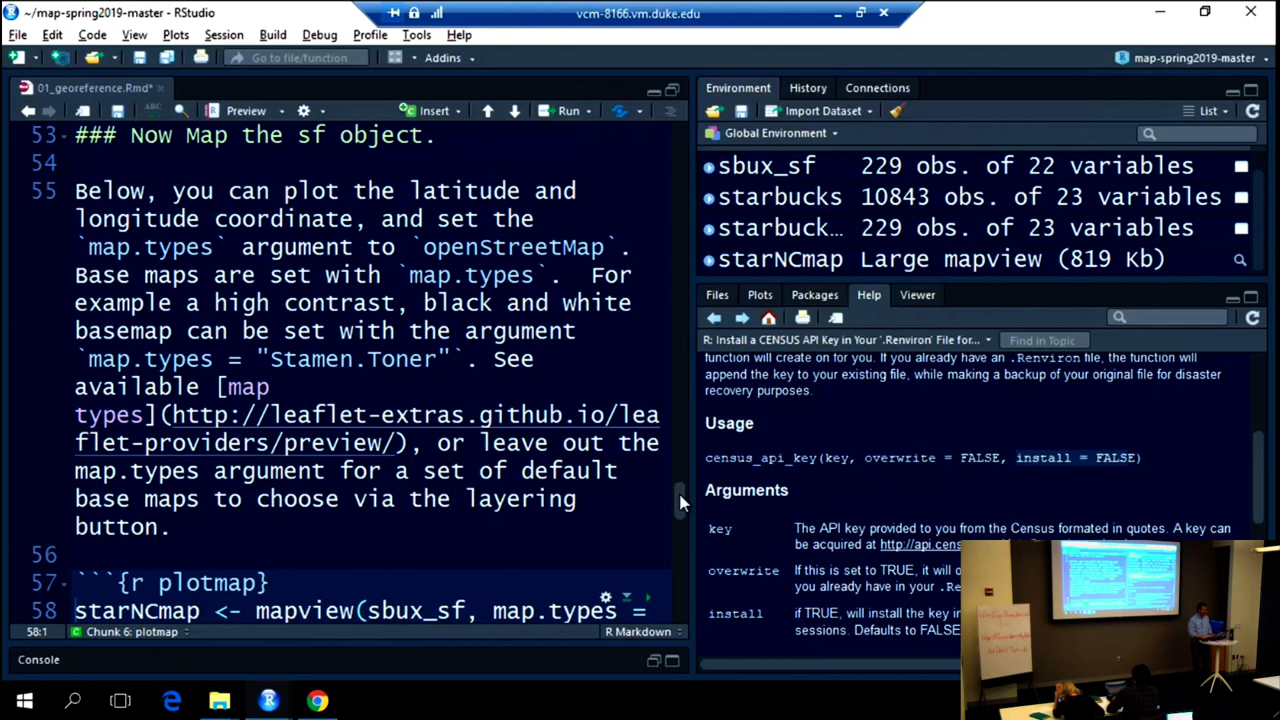 ~/map-spring2019-master - RStudio
vcm-8166.vm.duke.edu
File Edit Code View Plots Session Build Debug Profile Tools Help
Go to file/function
Addins
map-spring2019-master
01_georeference.Rmd*
ABC
Preview
Insert
Run
53 ### Now Map the sf object.
54
55 Below, you can plot the latitude and
longitude coordinate, and set the
`map.types` argument to `openStreetMap`.
Base maps are set with `map.types`. For
example a high contrast, black and white
basemap can be set with the argument
`map.types = "Stamen.Toner"`. See
available [map
types](http://leaflet-extras.github.io/lea
flet-providers/preview/), or leave out the
map.types argument for a set of default
base maps to choose via the layering
button.
56
57 ```{r plotmap}
58 starNCmap <- mapview(sbux_sf, map.types =
58:1 Chunk 6: plotmap R Markdown
Console
Environment History Connections
Import Dataset List
Global Environment
sbux_sf 229 obs. of 22 variables
starbucks 10843 obs. of 23 variables
starbuck... 229 obs. of 23 variables
starNCmap Large mapview (819 Kb)
Files Plots Packages Help Viewer
R: Install a CENSUS API Key in Your '.Renviron' File for... Find in Topic
function will create on for you. If you already have an .Renviron file, the function will
append the key to your existing file, while making a backup of your original file for disaster
recovery purposes.
Usage
census_api_key(key, overwrite = FALSE, install = FALSE)
Arguments
key The API key provided to you from the Census formated in quotes. A key can
be acquired at http://api.cens
overwrite If this is set to TRUE, it will o
you already have in your .Re
install if TRUE, will install the key in
sessions. Defaults to FALSE